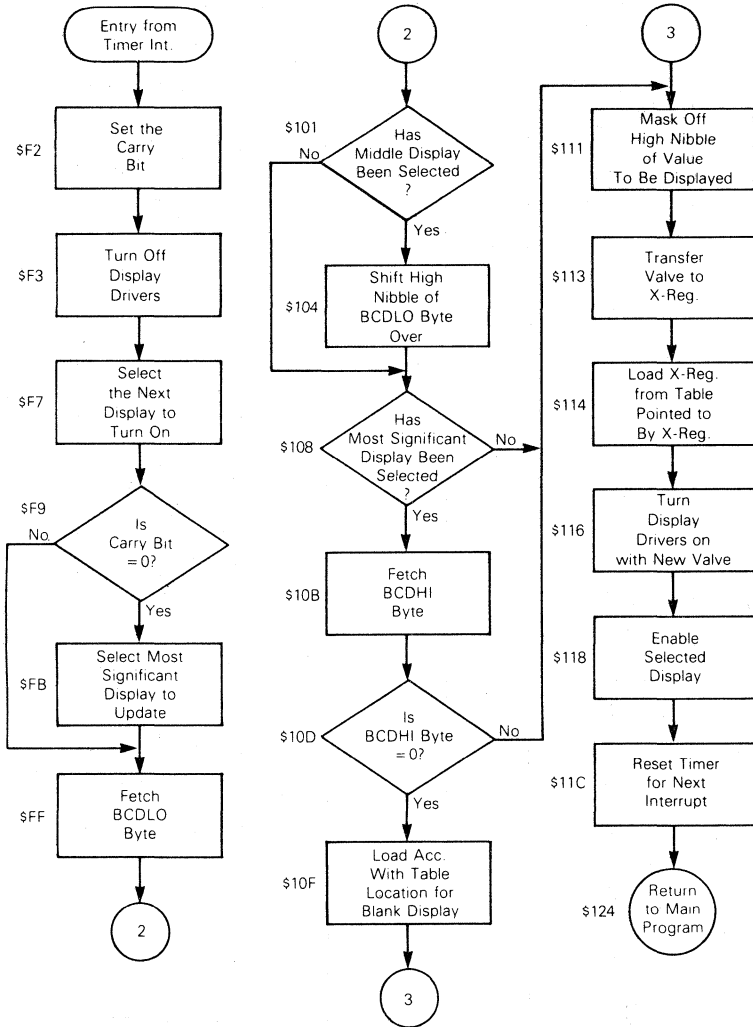 Entry from
Timer Int.
$F2
Set the
Carry
Bit
$F3
Turn Off
Display
Drivers
$F7
Select
the Next
Display to
Turn On
$F9
No
Is
Carry Bit
= 0?
Yes
$FB
Select Most
Significant
Display to
Update
$FF
Fetch
BCDLO
Byte
2
2
$101
No
Has
Middle Display
Been Selected
?
Yes
$104
Shift High
Nibble of
BCDLO Byte
Over
$108
Has
Most Significant
Display Been
Selected
?
No
Yes
$10B
Fetch
BCDHI
Byte
$10D
Is
BCDHI Byte
= 0?
No
Yes
$10F
Load Acc.
With Table
Location for
Blank Display
3
3
$111
Mask Off
High Nibble
of Value
To Be Displayed
$113
Transfer
Valve to
X-Reg.
$114
Load X-Reg.
from Table
Pointed to
By X-Reg.
$116
Turn
Display
Drivers on
with New Valve
$118
Enable
Selected
Display
$11C
Reset Timer
for Next
Interrupt
$124
Return
to Main
Program